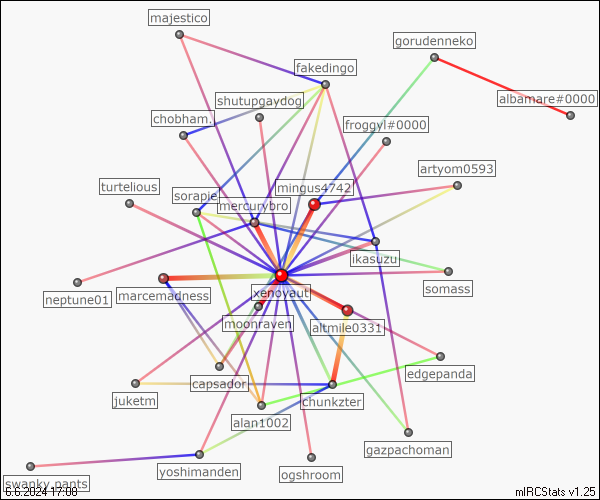 majestico
gorudenneko
fakedingo
albamare#0000
shutupgaydog
chobham.
froggyl#0000
artyom0593
turtelious
mingus4742
sorapie
mercurybro
ikasuzu
somass
neptune01
marcemadness
xenoyaut
moonraven
altmile0331
edgepanda
capsador
juketm
chunkzter
alan1002
gazpachoman
yoshimanden
ogshroom
swanky.pants
6.6.2024 17:08
mIRCStats v1.25